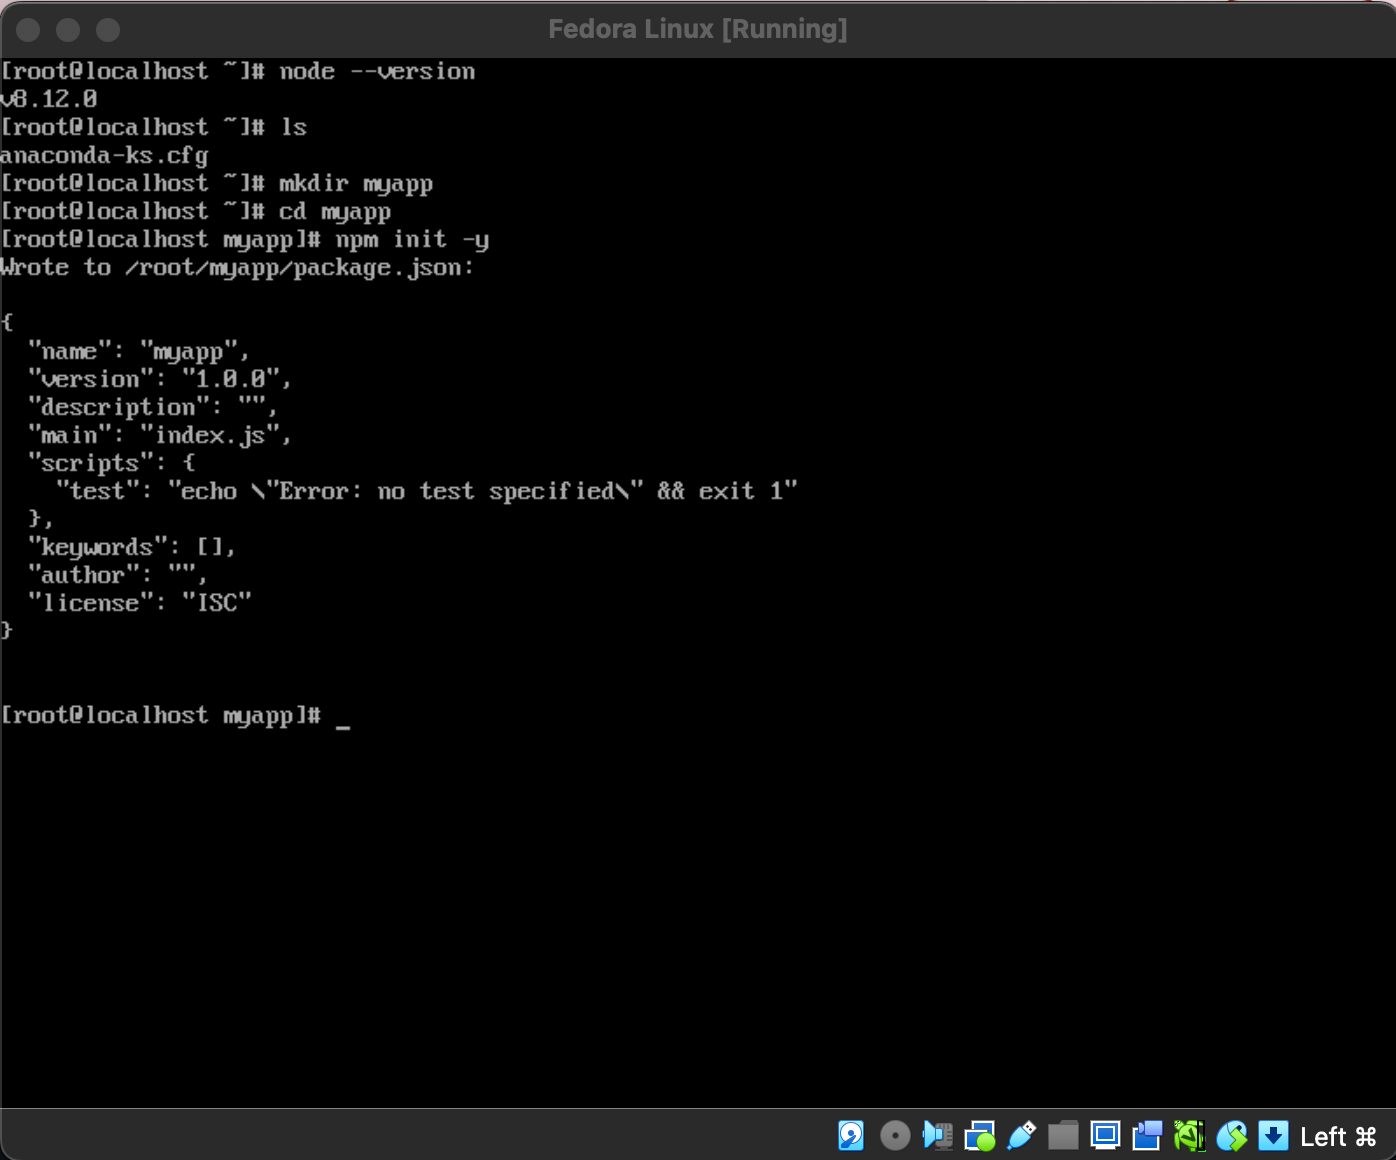 Fedora Linux [Running]
[root@localhost ~]# node --version
v8.12.0
[root@localhost ~]# ls
anaconda-ks.cfg
[root@localhost ~]# mkdir myapp
[root@localhost ~]# cd myapp
[root@localhost myapp]# npm init -y
Wrote to /root/myapp/package.json:
{
  "name": "myapp",
  "version": "1.0.0",
  "description": "",
  "main": "index.js",
  "scripts": {
    "test": "echo \"Error: no test specified\" && exit 1"
  },
  "keywords": [],
  "author": "",
  "license": "ISC"
}
[root@localhost myapp]# _
Left ⌘